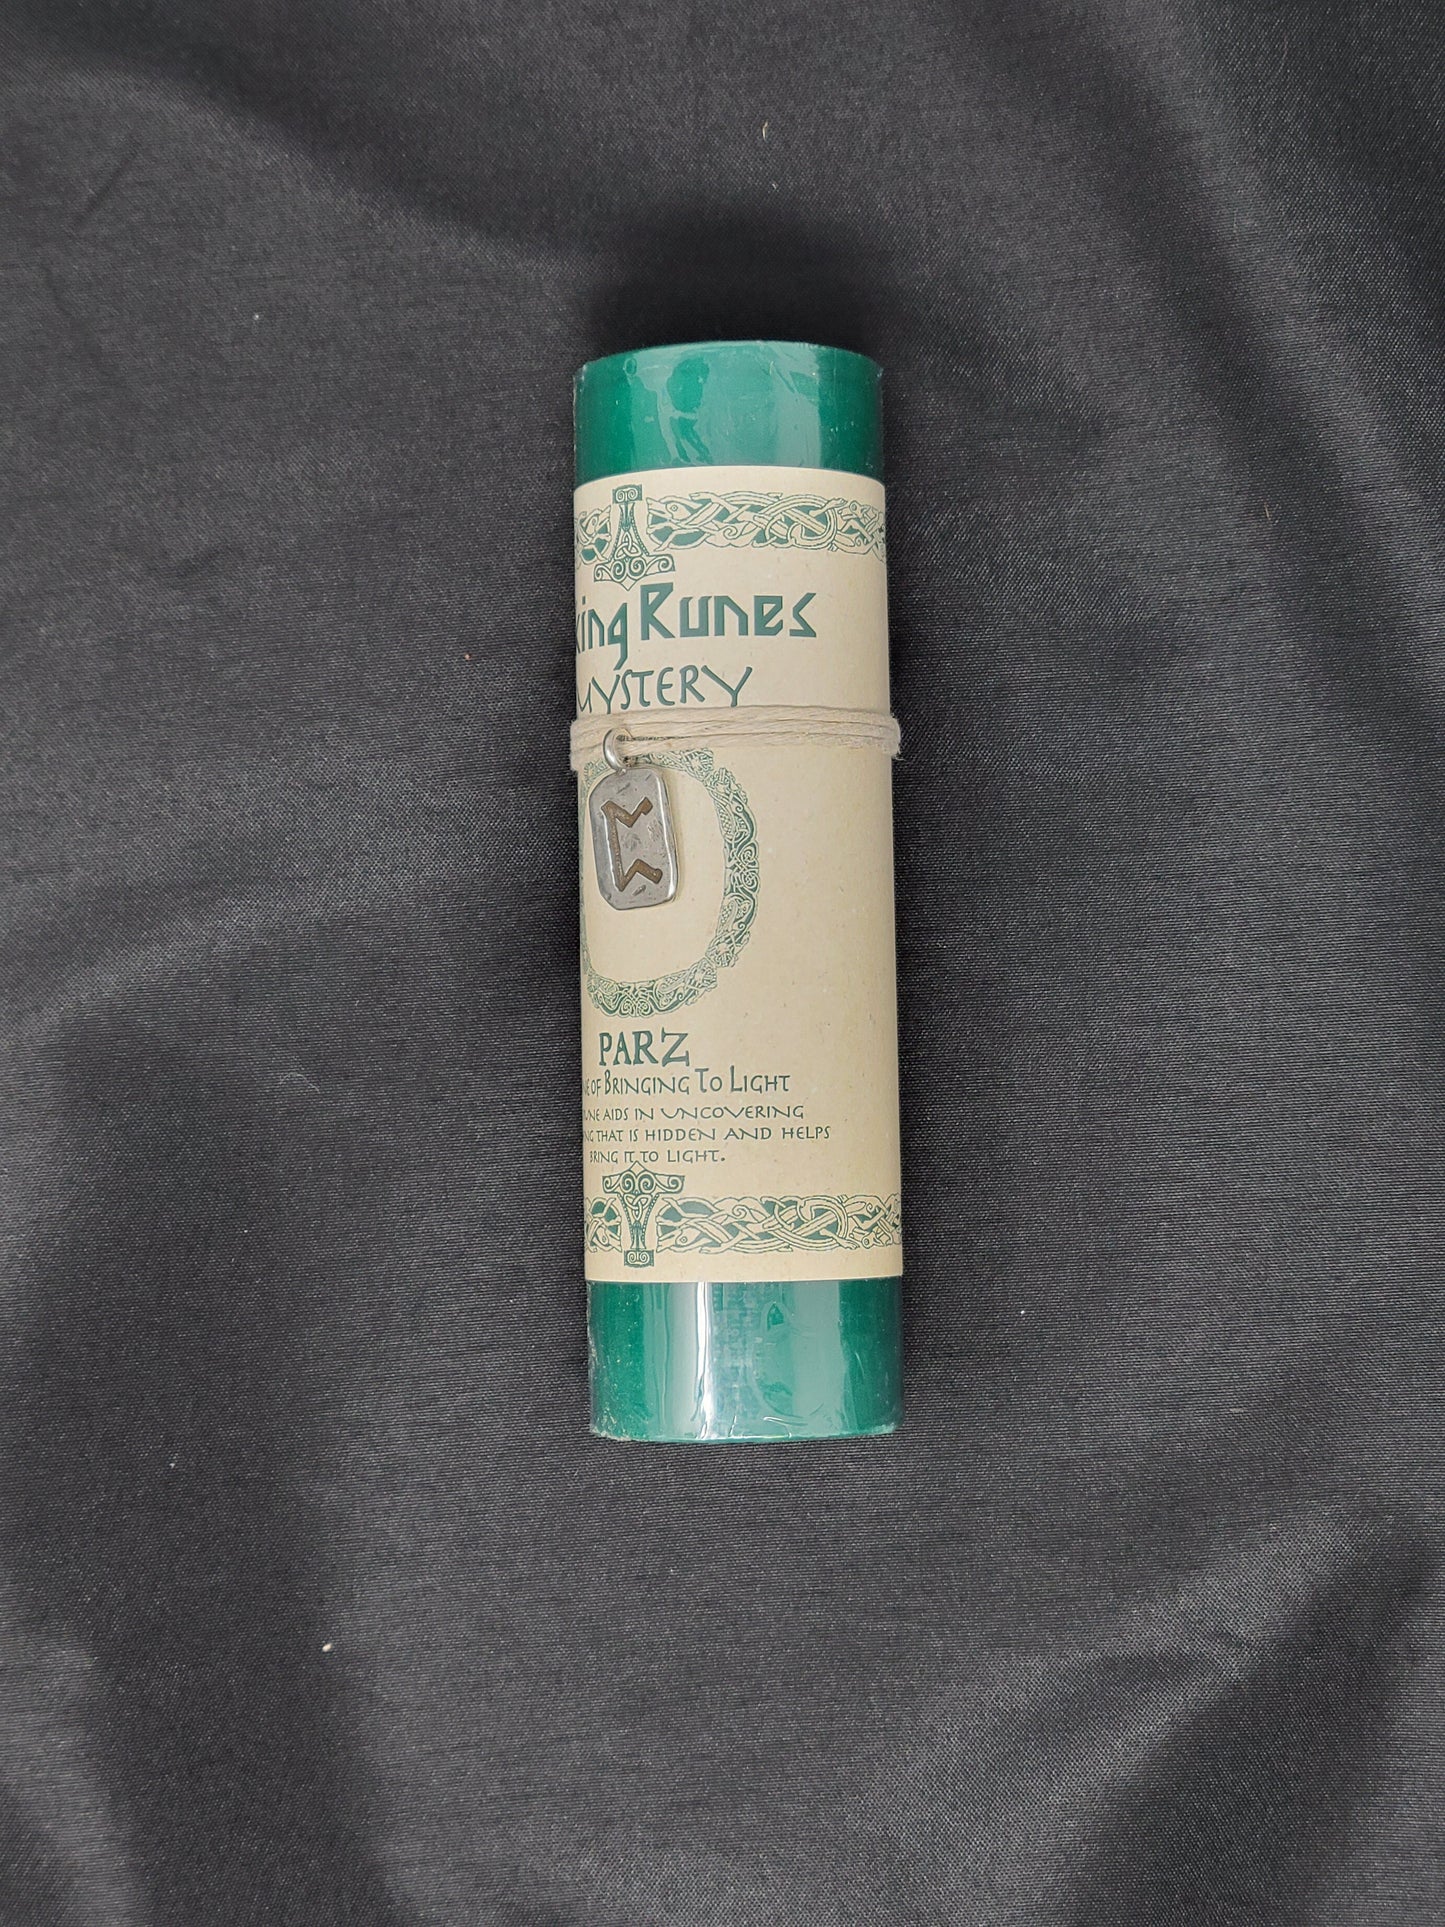 king Runes
MYSTERY
ᛈ
PARZ
of Bringing To Light
une aids in uncovering
that is hidden and helps
bring it to light.